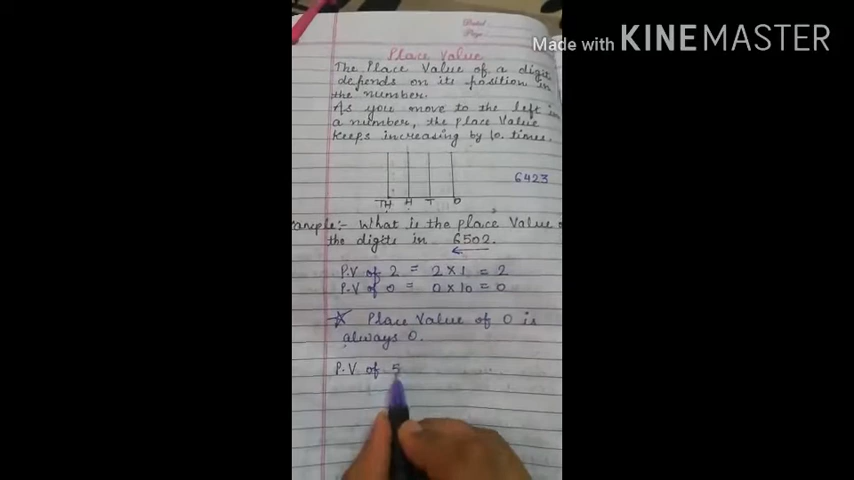 Made with KINEMASTER
Date
Page
Place Value
The Place Value of a digit
depends on its position in
the number.
As you move to the left in
a number, the place value
keeps increasing by 10 times.
6423
TH H T O
ample:- What is the place Value
the digits in 6502.
P.V of 2 = 2×1 = 2
P.V of 0 = 0×10 = 0
Place Value of 0 is
always 0.
P.V of 5